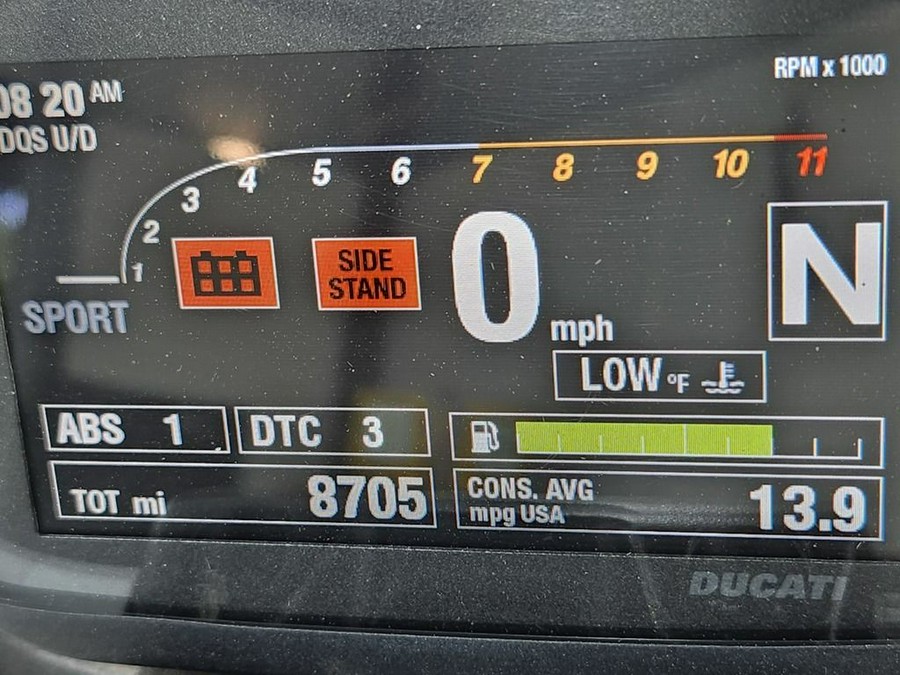 08 20 AM
RPM x 1000
DQS U/D
1 2 3 4 5 6 7 8 9 10 11
SIDE
STAND
0 mph
N
SPORT
LOW °F
ABS 1
DTC 3
TOT mi 8705
CONS. AVG
mpg USA
13.9
DUCATI